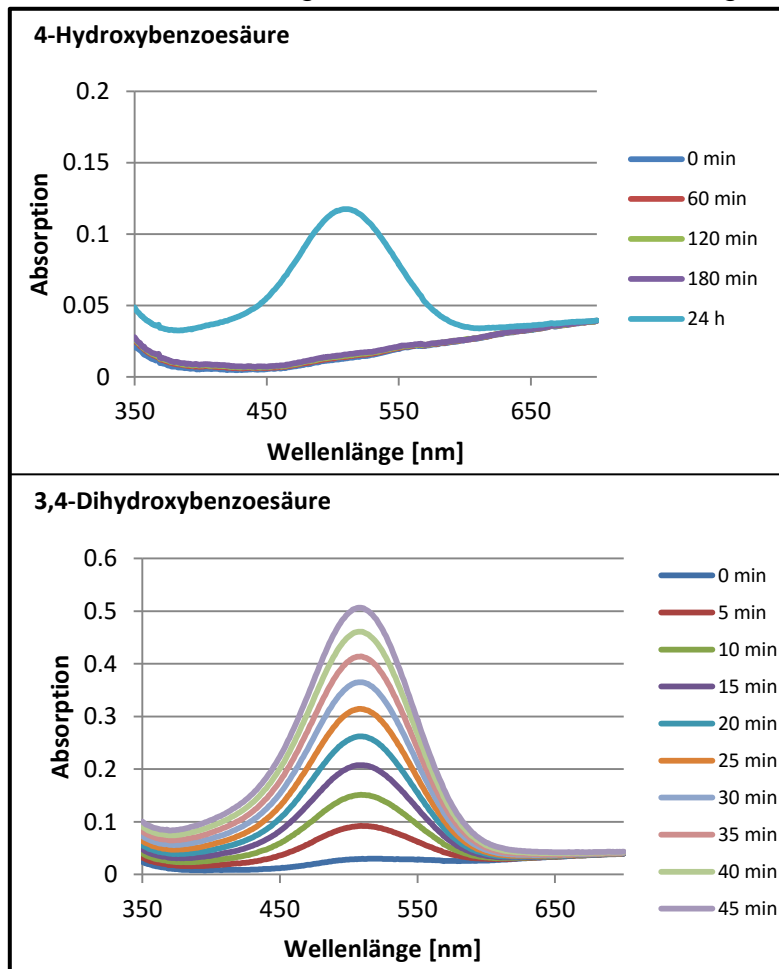 4-Hydroxybenzoesäure
0.2
0.15
0.1
0.05
0
350
450
550
650
Absorption
Wellenlänge [nm]
0 min
60 min
120 min
180 min
24 h
3,4-Dihydroxybenzoesäure
0.6
0.5
0.4
0.3
0.2
0.1
0
350
450
550
650
Absorption
Wellenlänge [nm]
0 min
5 min
10 min
15 min
20 min
25 min
30 min
35 min
40 min
45 min